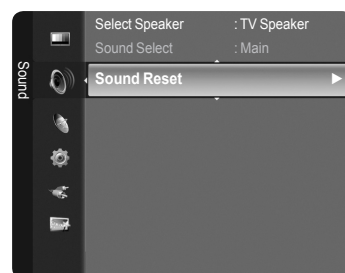 Sound
Select Speaker : TV Speaker
Sound Select : Main
Sound Reset ►